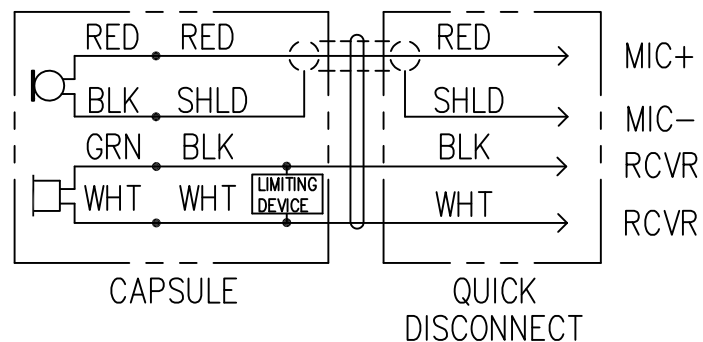 RED RED RED MIC+
BLK SHLD SHLD MIC-
GRN BLK BLK RCVR
LIMITING
DEVICE
WHT WHT WHT RCVR
CAPSULE QUICK
DISCONNECT